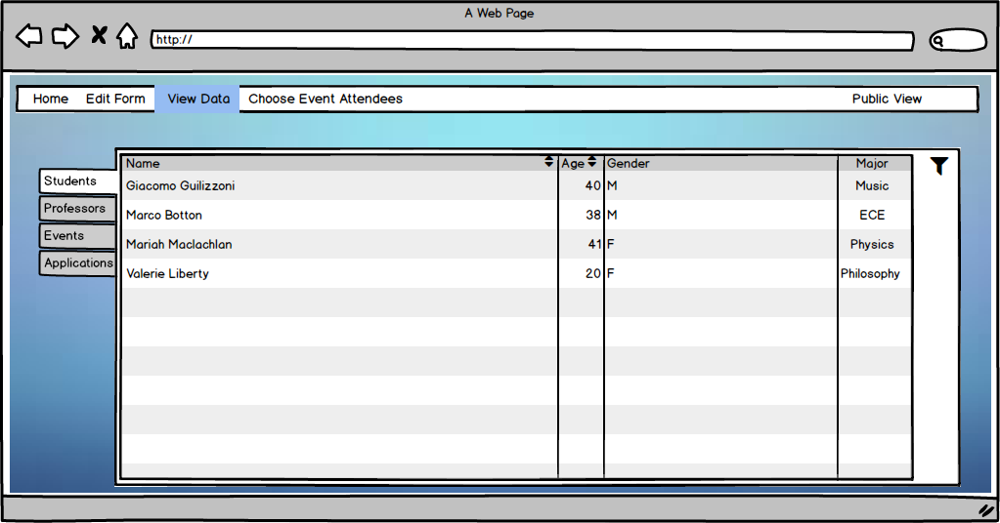 A Web Page
http://
Home Edit Form View Data Choose Event Attendees Public View
Students
Professors
Events
Applications
Name Age Gender Major
Giacomo Guilizzoni 40 M Music
Marco Botton 38 M ECE
Mariah Maclachlan 41 F Physics
Valerie Liberty 20 F Philosophy